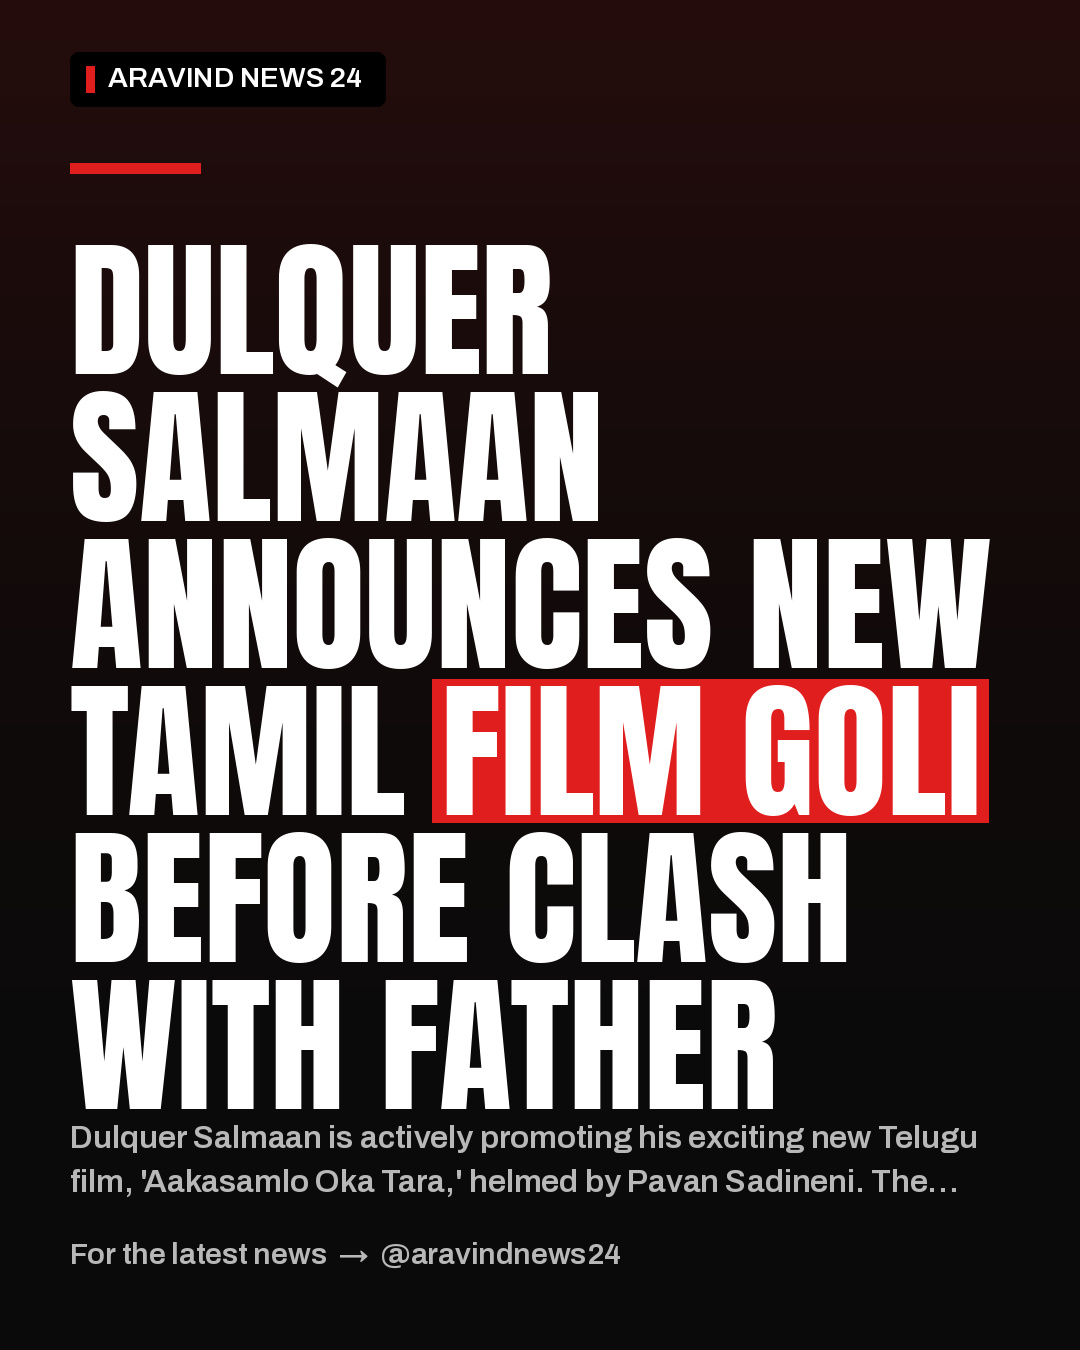 ARAVIND NEWS 24
DULQUER
SALMAAN
ANNOUNCES NEW
TAMIL FILM GOLI
BEFORE CLASH
WITH FATHER
Dulquer Salmaan is actively promoting his exciting new Telugu
film, 'Aakasamlo Oka Tara,' helmed by Pavan Sadineni. The...
For the latest news → @aravindnews24